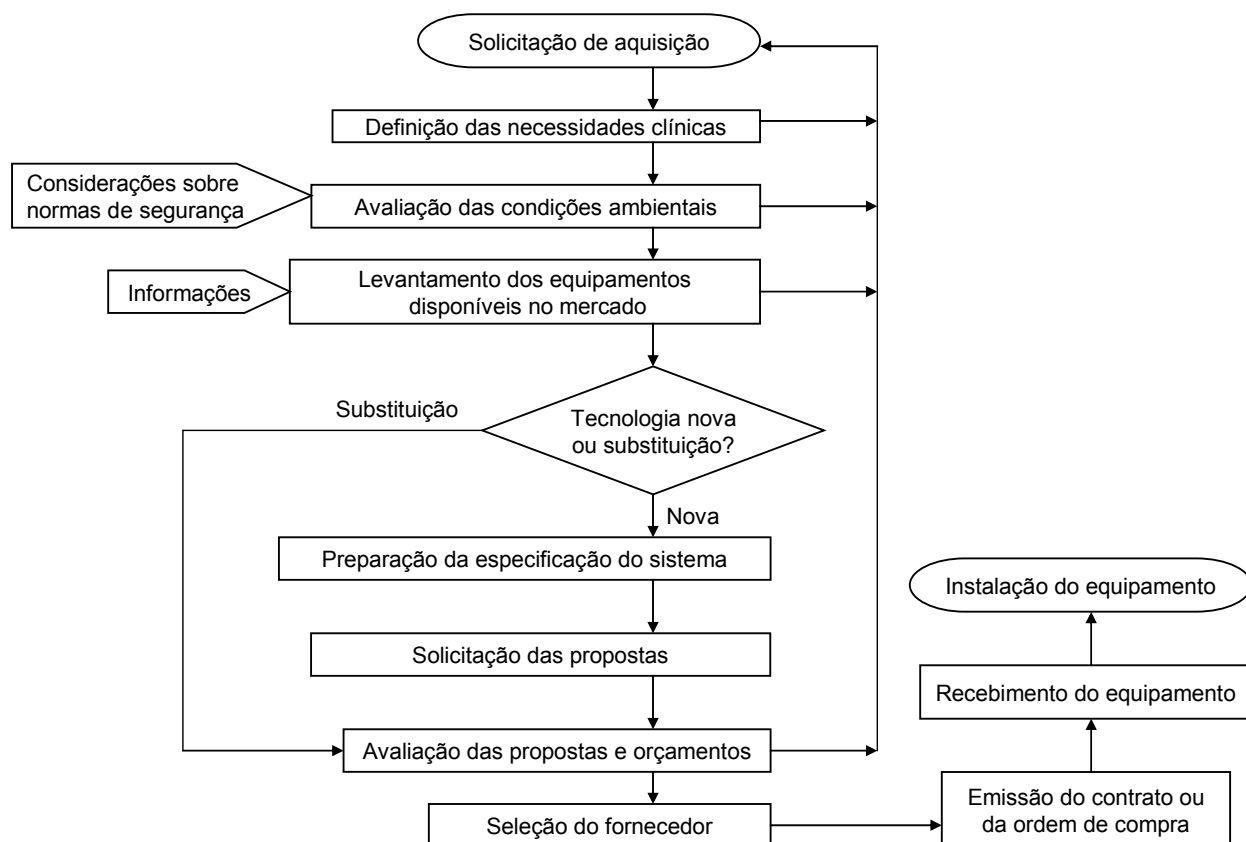 Solicitação de aquisição
Definição das necessidades clínicas
Considerações sobre
normas de segurança
Avaliação das condições ambientais
Informações
Levantamento dos equipamentos
disponíveis no mercado
Substituição
Tecnologia nova
ou substituição?
Nova
Preparação da especificação do sistema
Solicitação das propostas
Avaliação das propostas e orçamentos
Seleção do fornecedor
Emissão do contrato ou
da ordem de compra
Recebimento do equipamento
Instalação do equipamento